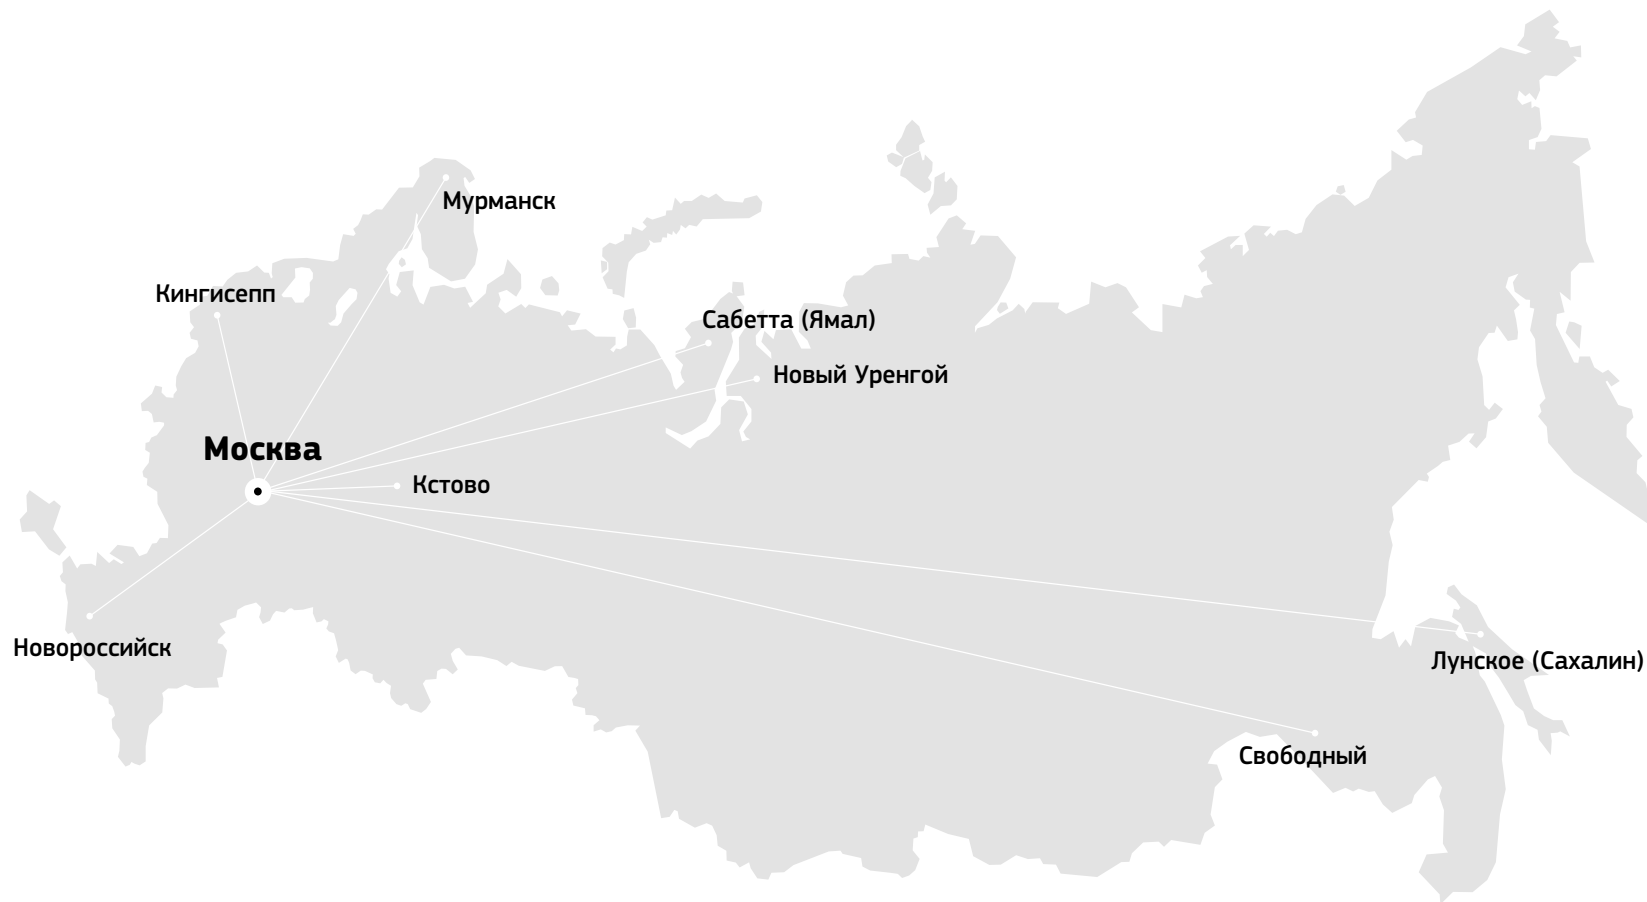 Мурманск
Кингисепп
Сабетта (Ямал)
Новый Уренгой
Москва
Кстово
Новороссийск
Лунское (Сахалин)
Свободный